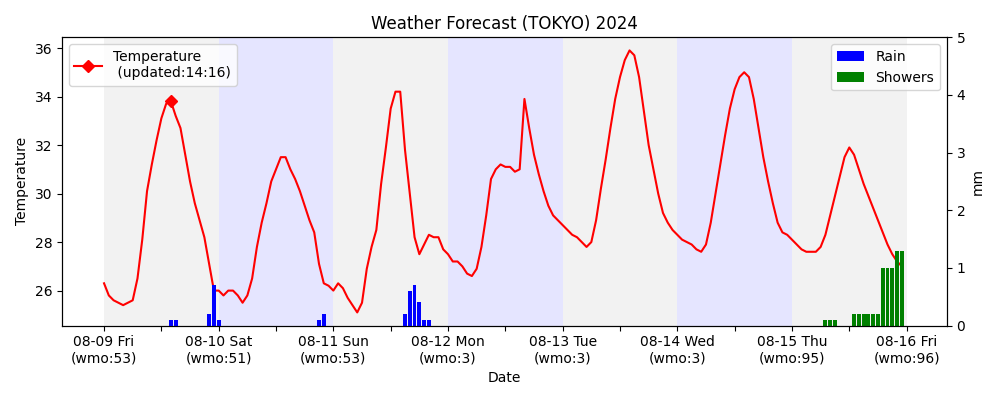 Weather Forecast (TOKYO) 2024
Temperature
(updated:14:16)
Rain
Showers
36
34
32
30
28
26
Temperature
5
4
3
2
1
0
mm
08-09 Fri
(wmo:53)
08-10 Sat
(wmo:51)
08-11 Sun
(wmo:53)
08-12 Mon
(wmo:3)
08-13 Tue
(wmo:3)
08-14 Wed
(wmo:3)
08-15 Thu
(wmo:95)
08-16 Fri
(wmo:96)
Date